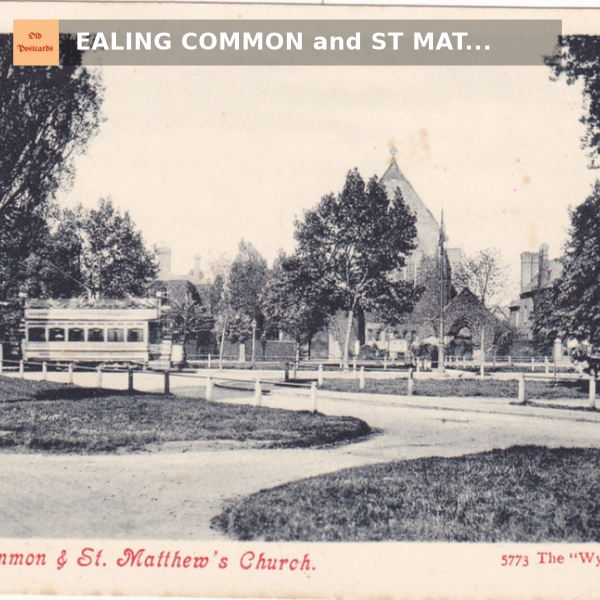 Old
Postcards
EALING COMMON and ST MAT...
mmon & St. Matthew's Church.
5773 The "Wy